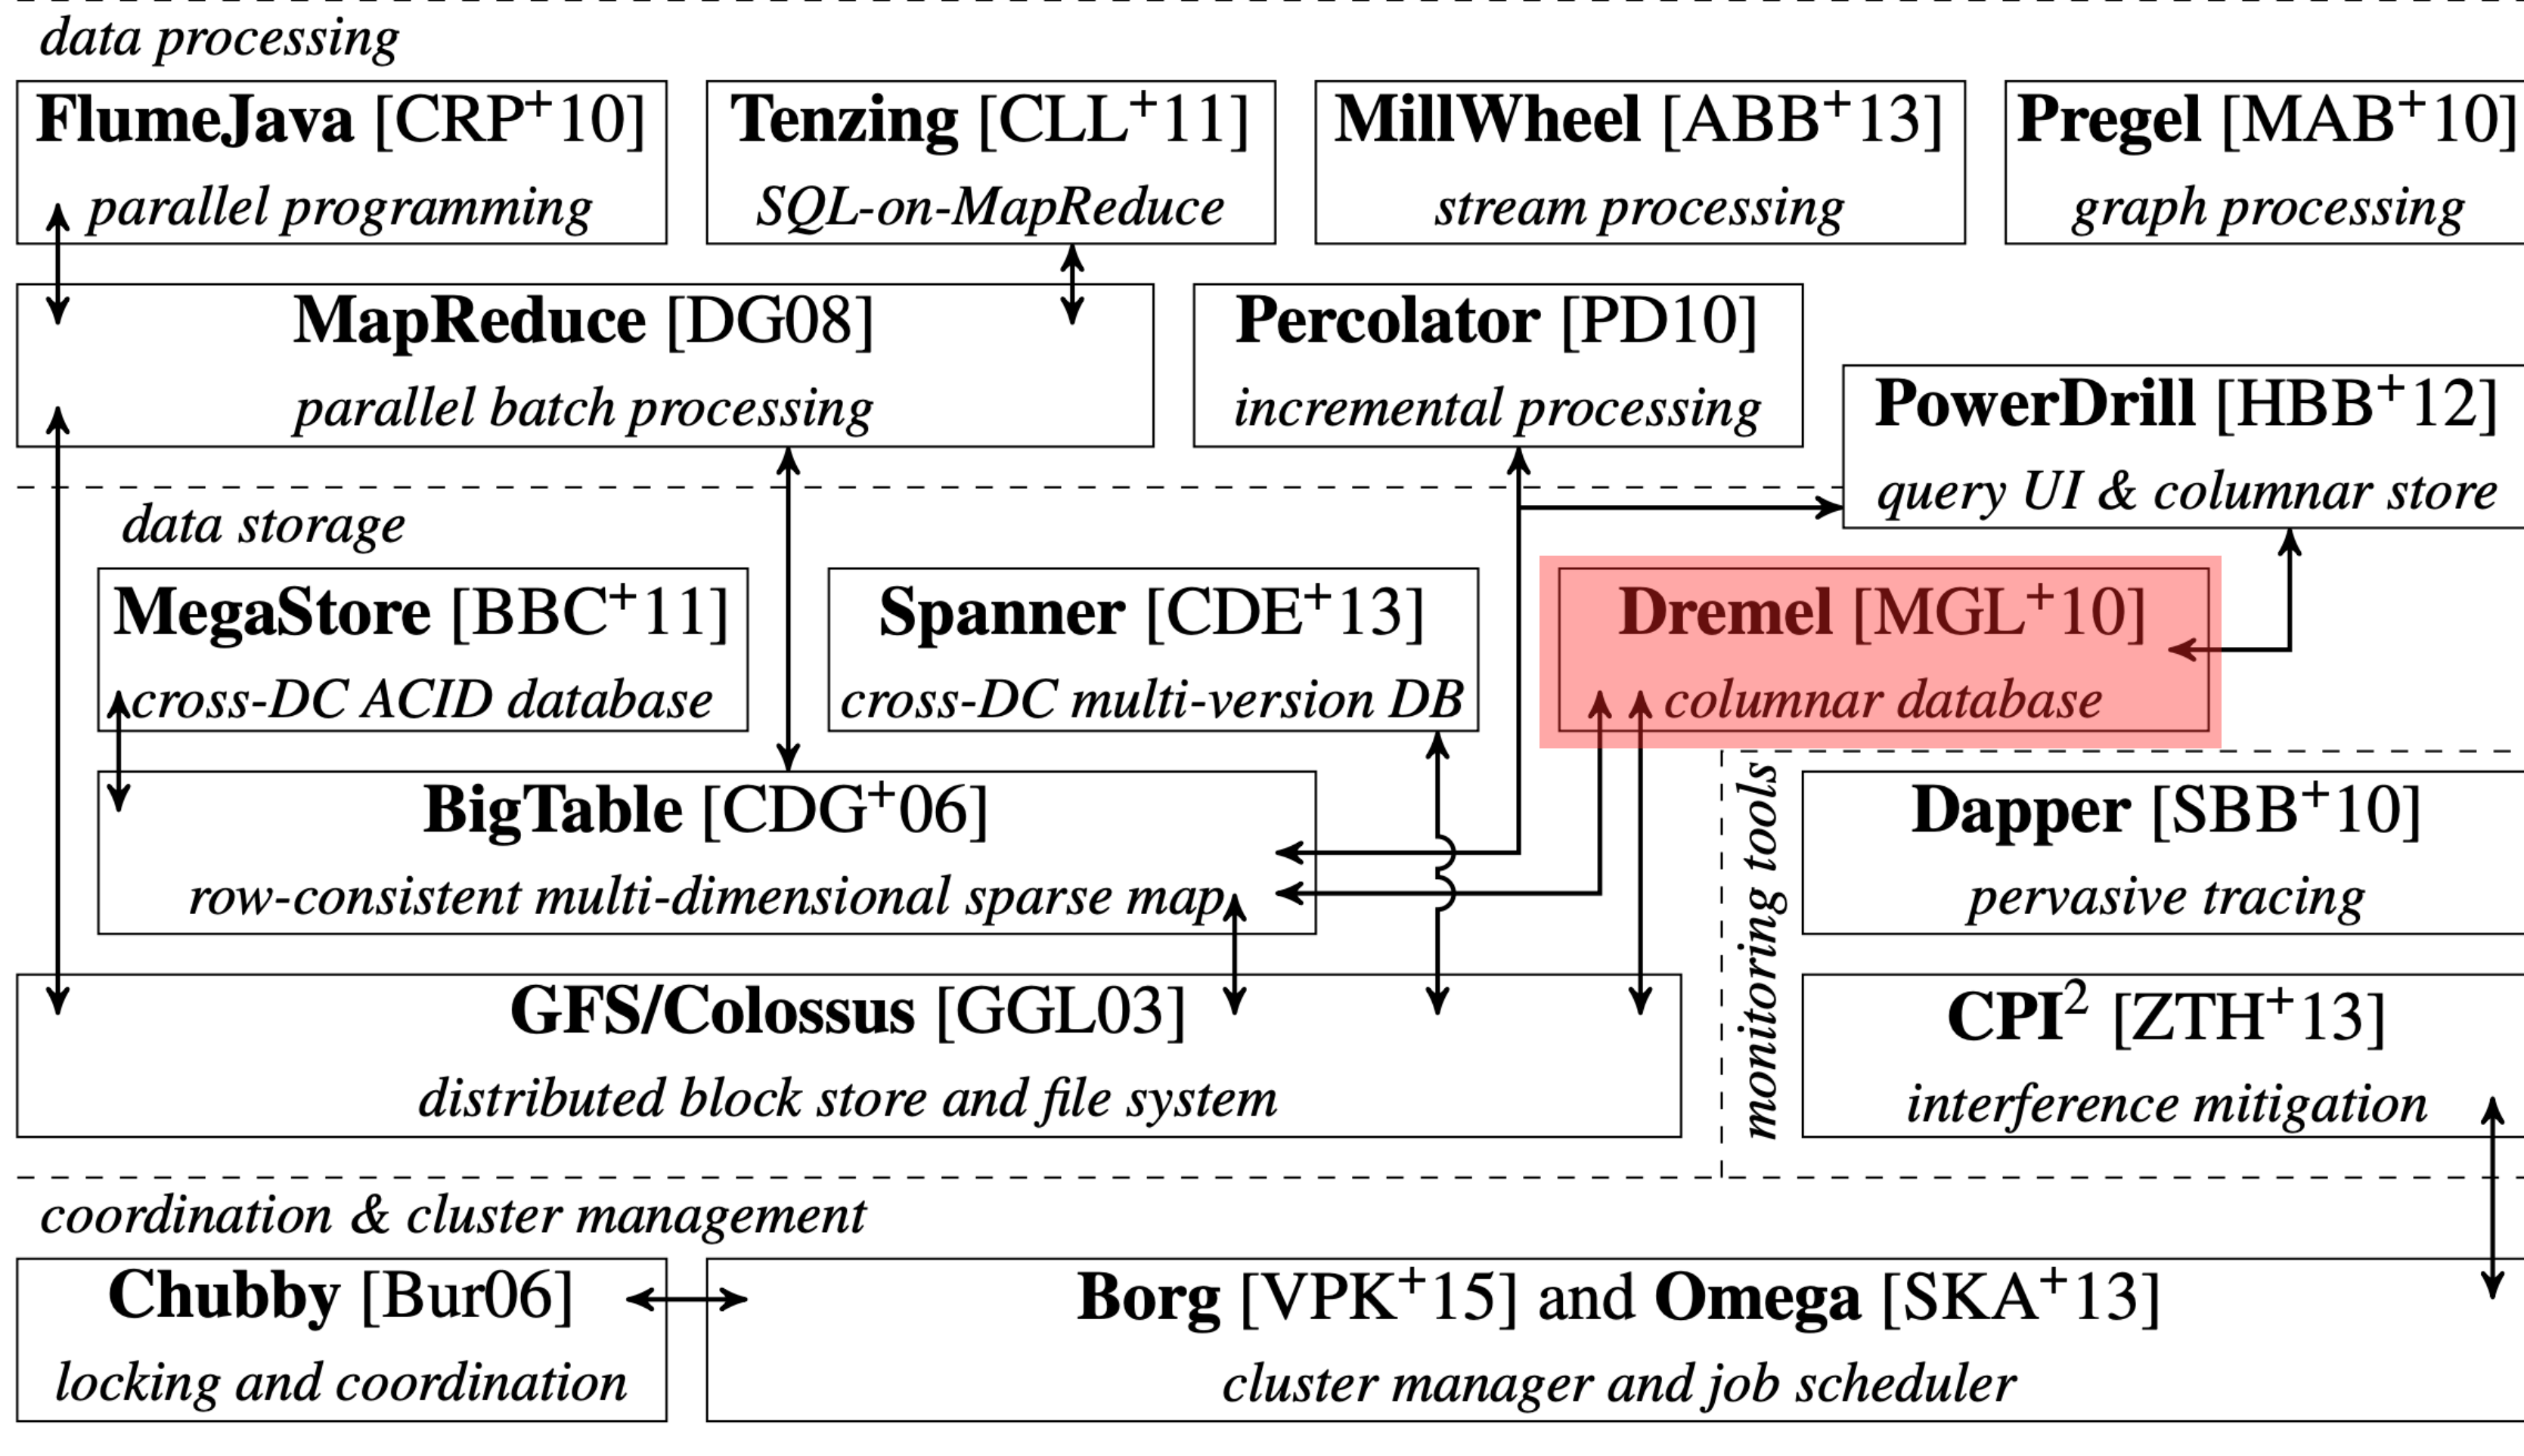 data processing
FlumeJava [CRP+10]
parallel programming
Tenzing [CLL+11]
SQL-on-MapReduce
MillWheel [ABB+13]
stream processing
Pregel [MAB+10]
graph processing
MapReduce [DG08]
parallel batch processing
Percolator [PD10]
incremental processing
PowerDrill [HBB+12]
query UI & columnar store
data storage
MegaStore [BBC+11]
cross-DC ACID database
Spanner [CDE+13]
cross-DC multi-version DB
Dremel [MGL+10]
columnar database
BigTable [CDG+06]
row-consistent multi-dimensional sparse map
GFS/Colossus [GGL03]
distributed block store and file system
monitoring tools
Dapper [SBB+10]
pervasive tracing
CPI2 [ZTH+13]
interference mitigation
coordination & cluster management
Chubby [Bur06]
locking and coordination
Borg [VPK+15] and Omega [SKA+13]
cluster manager and job scheduler